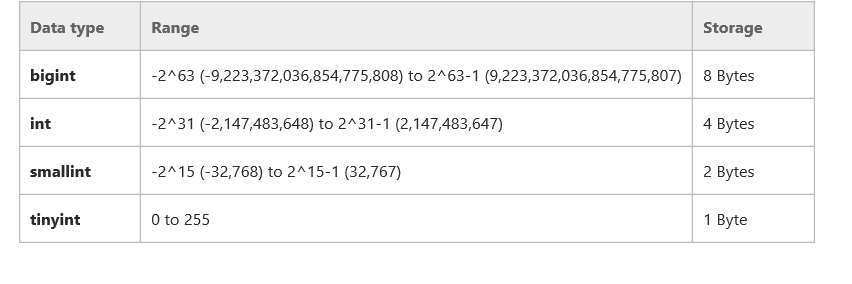 Data type Range Storage
bigint -2^63 (-9,223,372,036,854,775,808) to 2^63-1 (9,223,372,036,854,775,807) 8 Bytes
int -2^31 (-2,147,483,648) to 2^31-1 (2,147,483,647) 4 Bytes
smallint -2^15 (-32,768) to 2^15-1 (32,767) 2 Bytes
tinyint 0 to 255 1 Byte